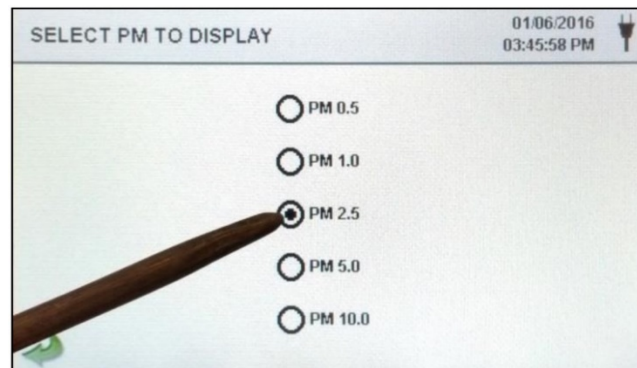 SELECT PM TO DISPLAY
01/06/2016
03:45:58 PM
PM 0.5
PM 1.0
PM 2.5
PM 5.0
PM 10.0